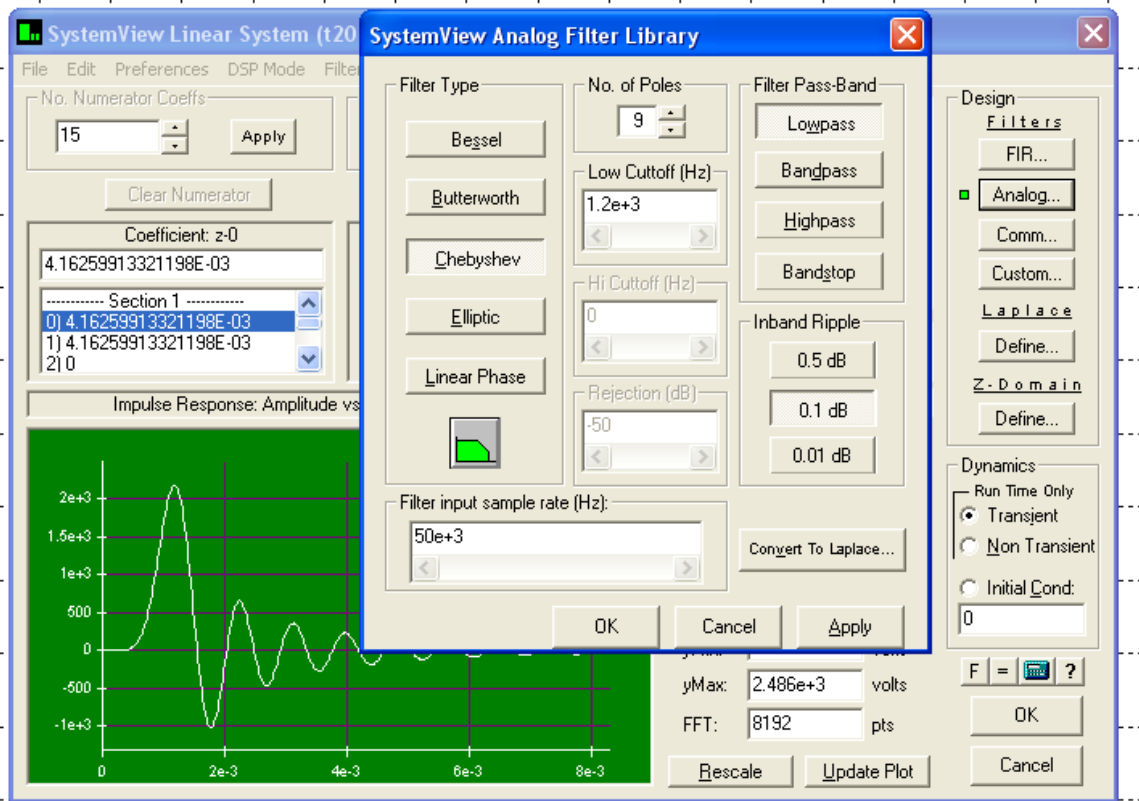 SystemView Linear System (t20
File Edit Preferences DSP Mode Filter
No. Numerator Coeffs
15
Apply
Clear Numerator
Coefficient: z-0
4.16259913321198E-03
------------ Section 1 ------------
0) 4.16259913321198E-03
1) 4.16259913321198E-03
2) 0
Impulse Response: Amplitude vs
2e+3
1.5e+3
1e+3
500
0
-500
-1e+3
0 2e-3 4e-3 6e-3 8e-3
SystemView Analog Filter Library
Filter Type
Bessel
Butterworth
Chebyshev
Elliptic
Linear Phase
No. of Poles
9
Low Cuttoff (Hz)
1.2e+3
Hi Cuttoff (Hz)
0
Rejection (dB)
-50
Filter Pass-Band
Lowpass
Bandpass
Highpass
Bandstop
Inband Ripple
0.5 dB
0.1 dB
0.01 dB
Filter input sample rate (Hz):
50e+3
Convert To Laplace...
OK
Cancel
Apply
yMax: 2.486e+3 volts
FFT: 8192 pts
Rescale
Update Plot
Design
Filters
FIR...
Analog...
Comm...
Custom...
Laplace
Define...
Z-Domain
Define...
Dynamics
Run Time Only
Transient
Non Transient
Initial Cond:
0
F = ?
OK
Cancel